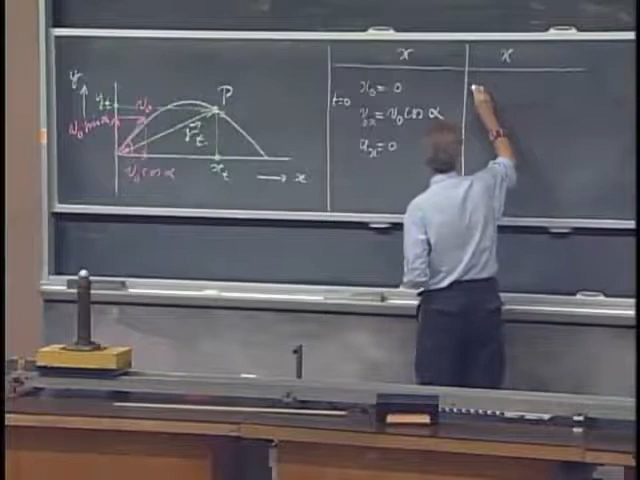 y
y_t
v_0
P
v_0 sin α
r_t
v_0 cos α
x_t
x
x
x
t=0
x_0 = 0
v_0x = v_0 cos α
a_x = 0